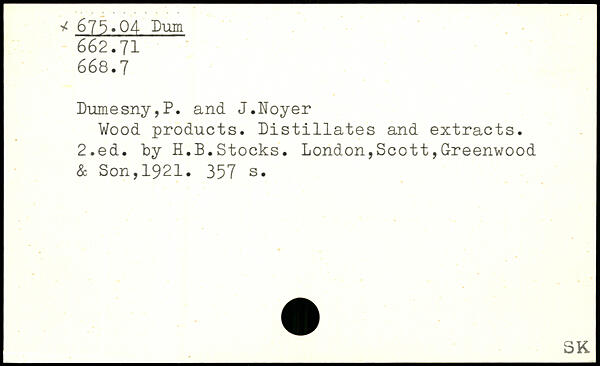 × 675.04 Dum
662.71
668.7
Dumesny,P. and J.Noyer
Wood products. Distillates and extracts.
2.ed. by H.B.Stocks. London,Scott,Greenwood
& Son,1921. 357 s.
SK